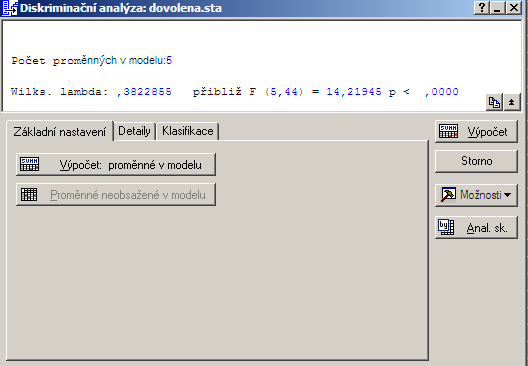 Diskriminační analýza: dovolena.sta
Počet proměnných v modelu:5
Wilks. lambda: ,3822855 přibliž F (5,44) = 14,21945 p < ,0000
Základní nastavení Detaily Klasifikace
Výpočet
Výpočet: proměnné v modelu
Storno
Proměnné neobsažené v modelu
Možnosti
Anal. sk.